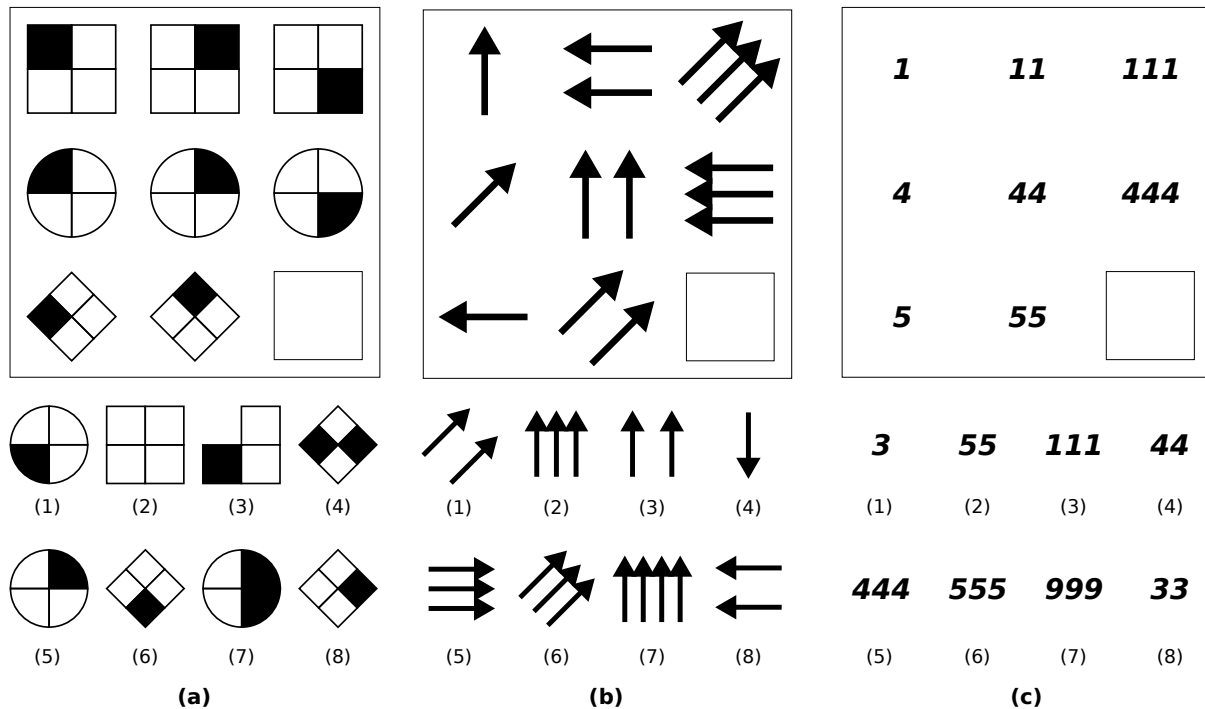 1 11 111
4 44 444
5 55
3 55 111 44
(1) (2) (3) (4) (1) (2) (3) (4) (1) (2) (3) (4)
444 555 999 33
(5) (6) (7) (8) (5) (6) (7) (8) (5) (6) (7) (8)
(a) (b) (c)